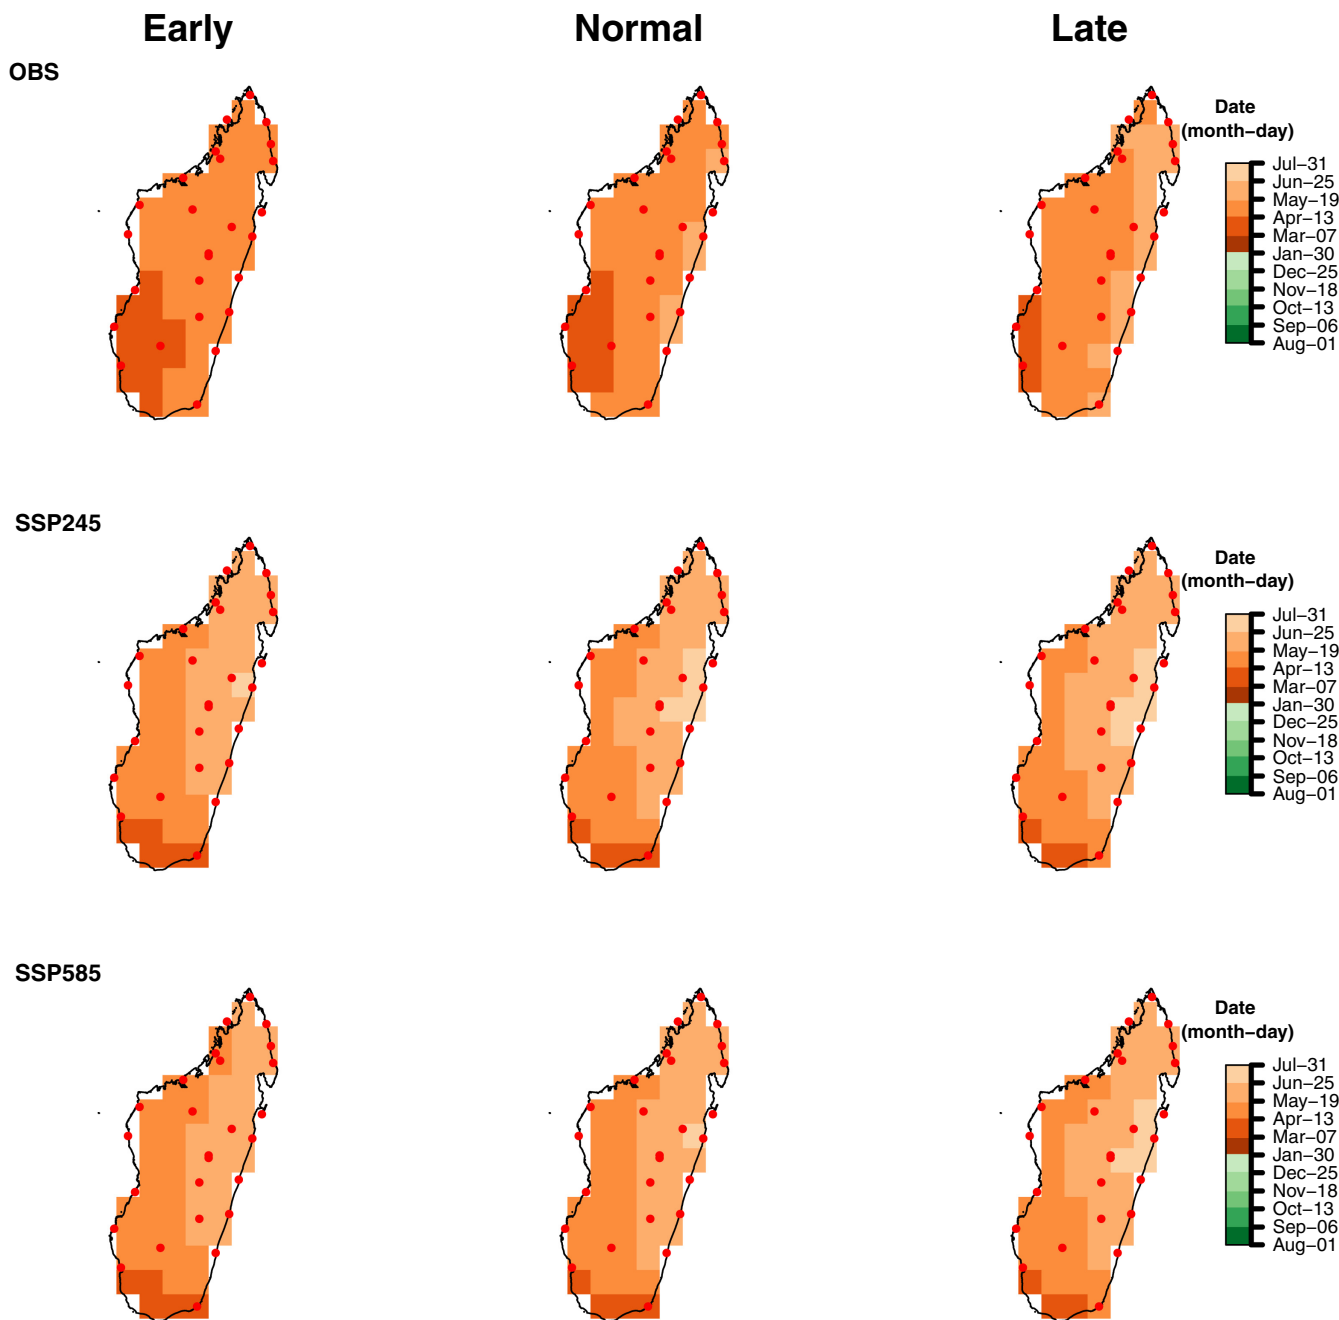 Early Normal Late
OBS
Date
(month−day)
Jul−31
Jun−25
May−19
Apr−13
Mar−07
Jan−30
Dec−25
Nov−18
Oct−13
Sep−06
Aug−01
SSP245
Date
(month−day)
Jul−31
Jun−25
May−19
Apr−13
Mar−07
Jan−30
Dec−25
Nov−18
Oct−13
Sep−06
Aug−01
SSP585
Date
(month−day)
Jul−31
Jun−25
May−19
Apr−13
Mar−07
Jan−30
Dec−25
Nov−18
Oct−13
Sep−06
Aug−01